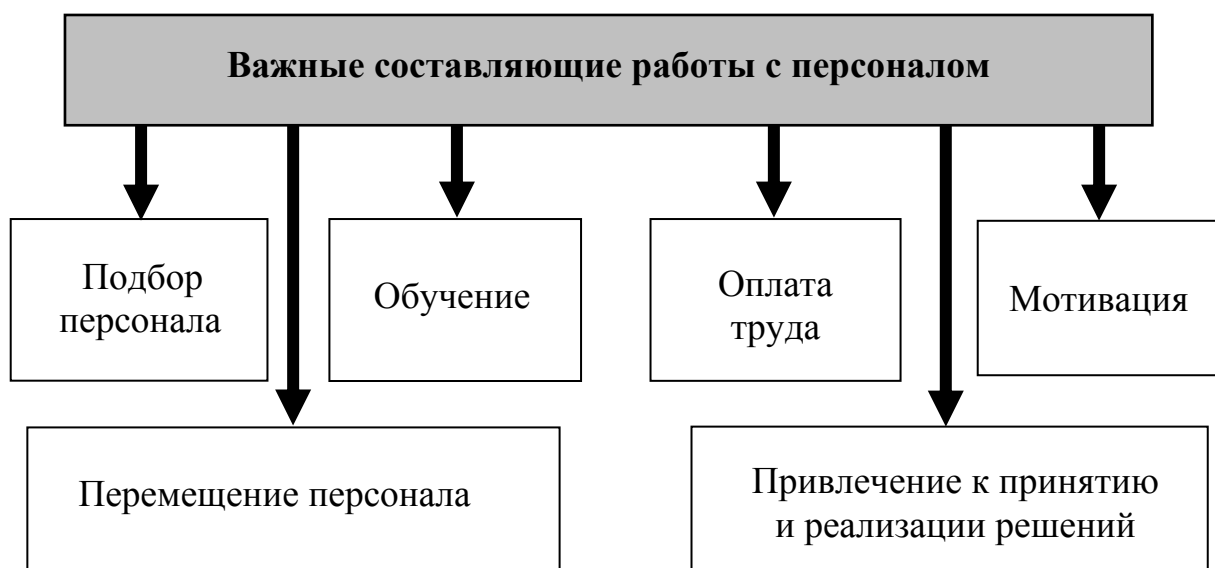 Важные составляющие работы с персоналом
Подбор
персонала
Обучение
Оплата
труда
Мотивация
Перемещение персонала
Привлечение к принятию
и реализации решений